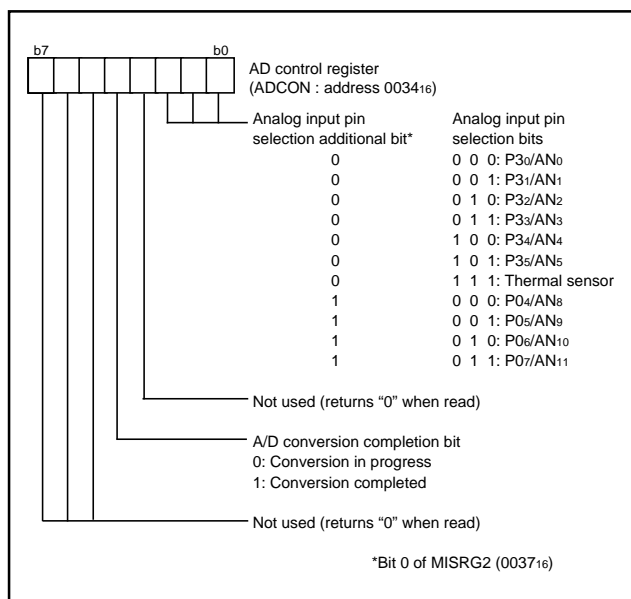 b7 b0
AD control register
(ADCON : address 0034₁₆)
Analog input pin selection additional bit* Analog input pin selection bits
0 0 0 0: P3₀/AN₀
0 0 0 1: P3₁/AN₁
0 0 1 0: P3₂/AN₂
0 0 1 1: P3₃/AN₃
0 1 0 0: P3₄/AN₄
0 1 0 1: P3₅/AN₅
0 1 1 1: Thermal sensor
1 0 0 0: P0₄/AN₈
1 0 0 1: P0₅/AN₉
1 0 1 0: P0₆/AN₁₀
1 0 1 1: P0₇/AN₁₁
Not used (returns “0” when read)
A/D conversion completion bit
0: Conversion in progress
1: Conversion completed
Not used (returns “0” when read)
*Bit 0 of MISRG2 (0037₁₆)